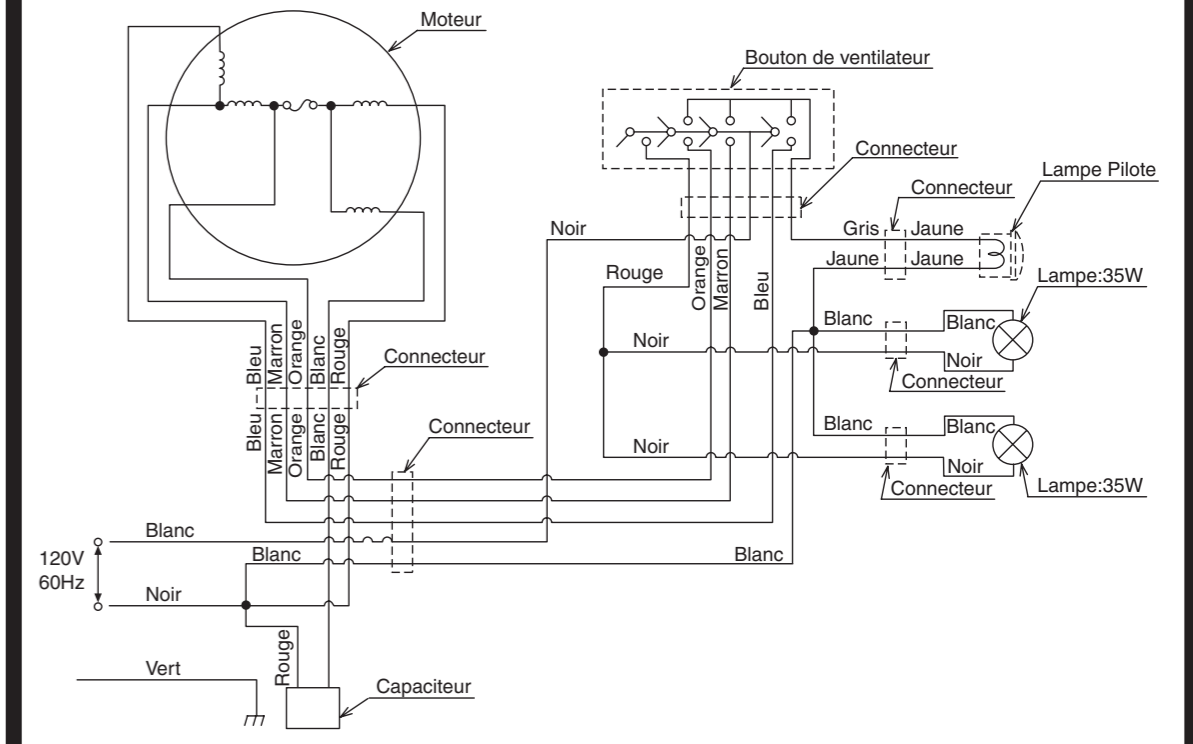 Moteur
Bouton de ventilateur
Connecteur
Lampe Pilote
Connecteur
Noir
Gris
Jaune
Jaune
Jaune
Rouge
Orange
Marron
Bleu
Lampe:35W
Blanc
Blanc
Noir
Noir
Connecteur
Bleu
Marron
Orange
Blanc
Rouge
Connecteur
Bleu
Marron
Orange
Blanc
Rouge
Connecteur
Blanc
Blanc
Noir
Noir
Connecteur
Lampe:35W
Blanc
120V
60Hz
Blanc
Blanc
Noir
Rouge
Vert
Capaciteur